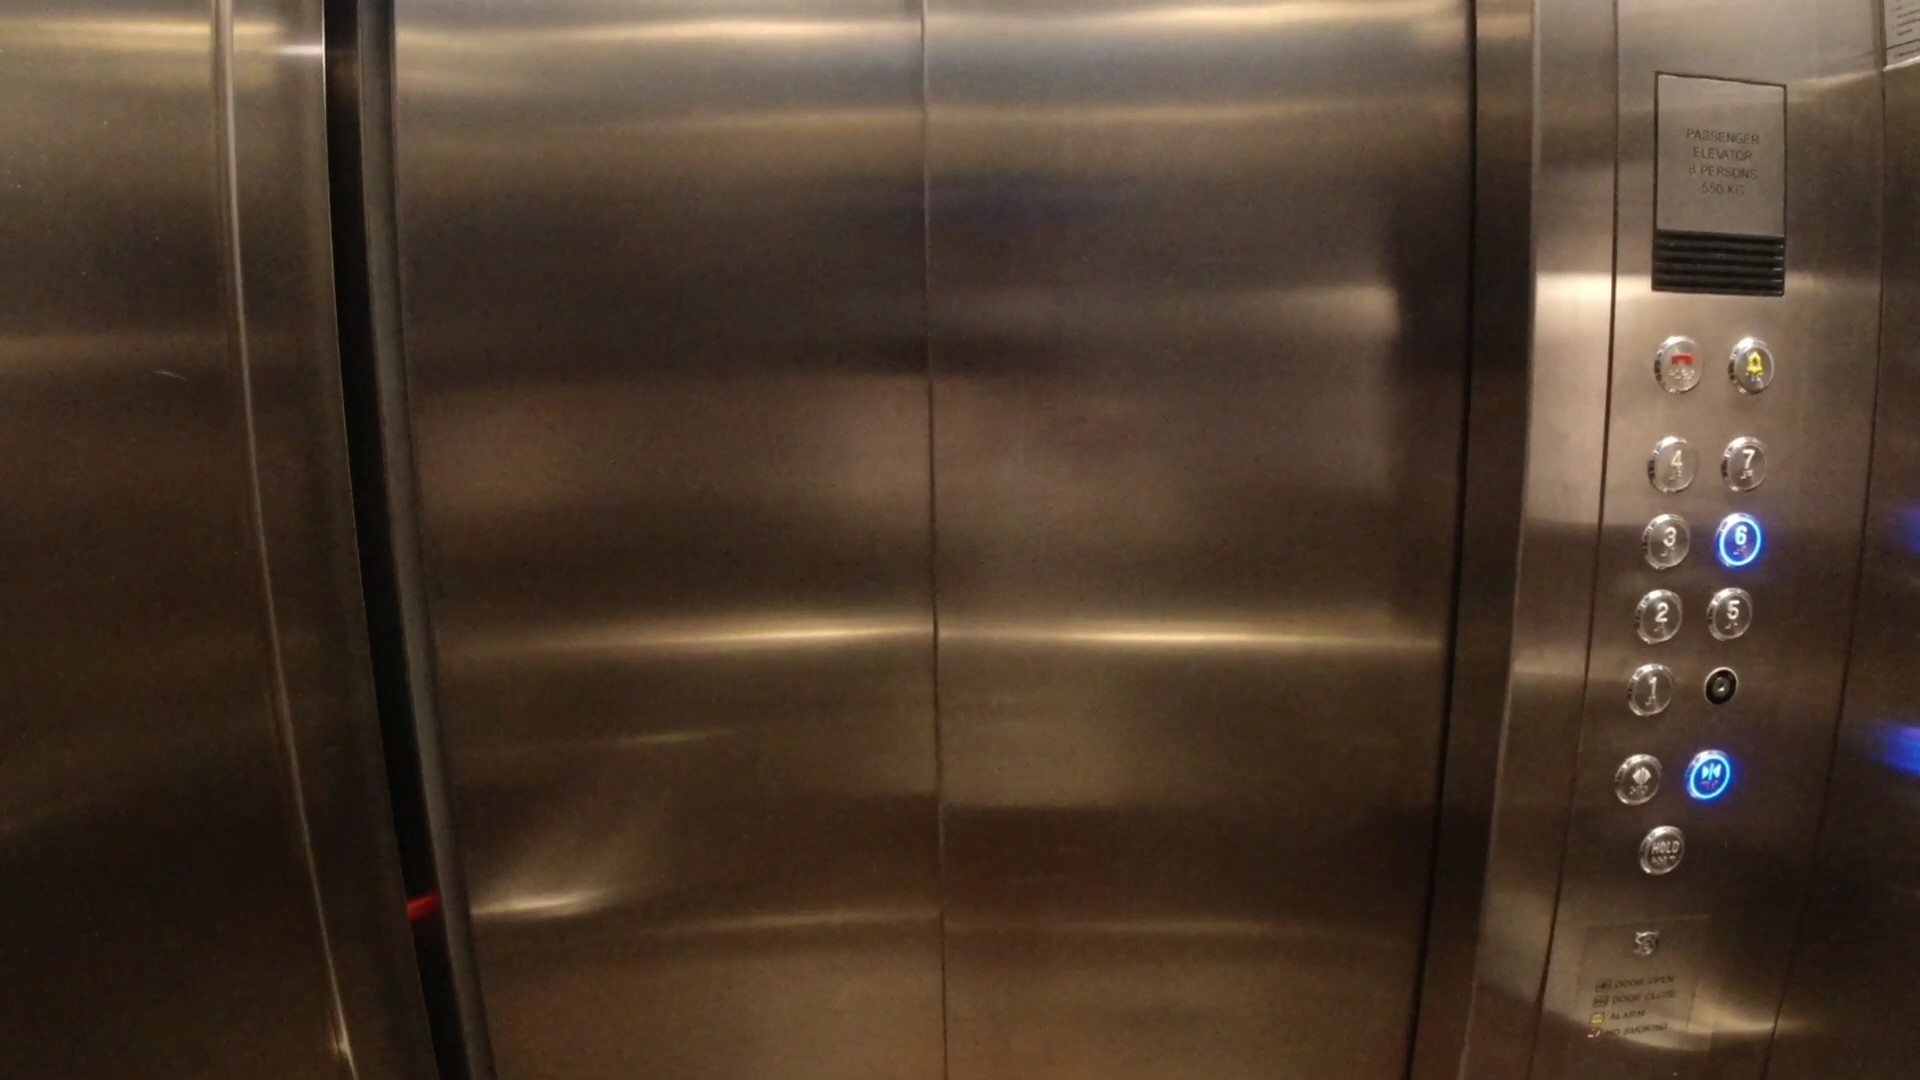 PASSENGER
ELEVATOR
8 PERSONS
550 KG
4 7
3 6
2 5
1
HOLD
DOOR OPEN
DOOR CLOSE
ALARM
NO SMOKING